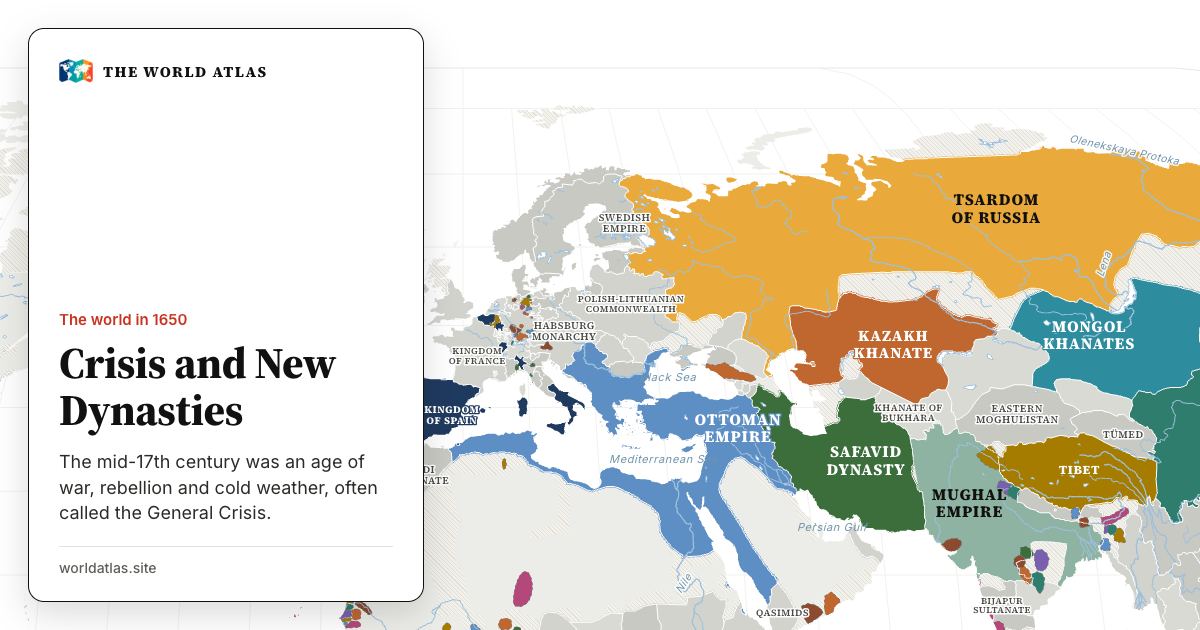 THE WORLD ATLAS
The world in 1650
Crisis and New
Dynasties
The mid-17th century was an age of
war, rebellion and cold weather, often
called the General Crisis.
worldatlas.site
Olenekskaya Protoka
TSARDOM
OF RUSSIA
SWEDISH
EMPIRE
Lena
POLISH-LITHUANIAN
COMMONWEALTH
HABSBURG
MONARCHY
KINGDOM
OF FRANCE
KAZAKH
KHANATE
MONGOL
KHANATES
lack Sea
KINGDOM
OF SPAIN
OTTOMAN
EMPIRE
KHANATE OF
BUKHARA
EASTERN
MOGHULISTAN
TÜMED
Mediterranean S
SAFAVID
DYNASTY
TIBET
DI
NATE
MUGHAL
EMPIRE
Persian Gulf
Nile
QASIMIDS
BIJAPUR
SULTANATE